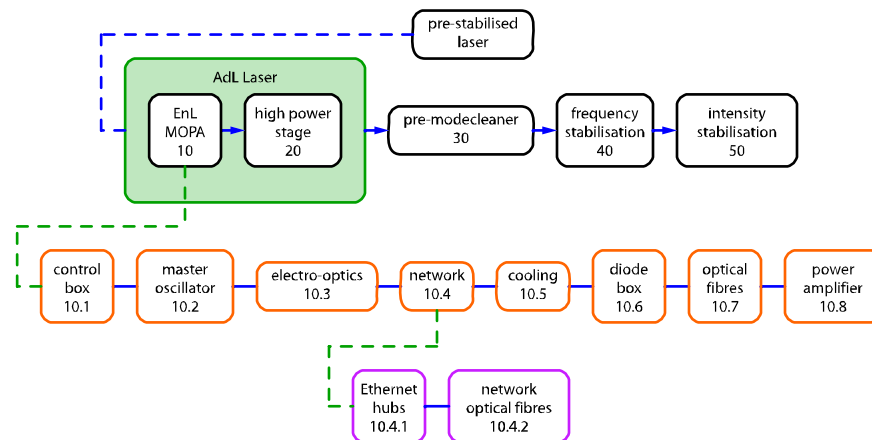 pre-stabilised
laser
AdL Laser
EnL
MOPA
10
high power
stage
20
pre-modecleaner
30
frequency
stabilisation
40
intensity
stabilisation
50
control
box
10.1
master
oscillator
10.2
electro-optics
10.3
network
10.4
cooling
10.5
diode
box
10.6
optical
fibres
10.7
power
amplifier
10.8
Ethernet
hubs
10.4.1
network
optical fibres
10.4.2